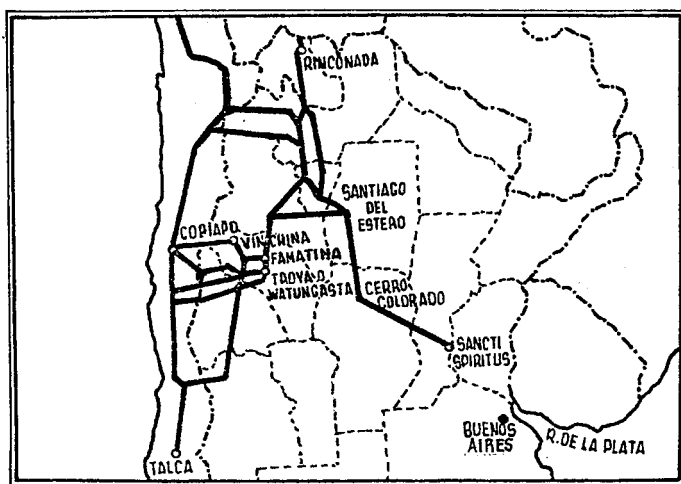 RINCONADA
SANTIAGO
DEL
ESTERO
COPIAPO
VINCHINA
FAMATINA
TROYA O
WATUNGASTA
CERRO
COLORADO
SANCTI
SPIRITUS
BUENOS
AIRES
R. DE LA PLATA
TALCA